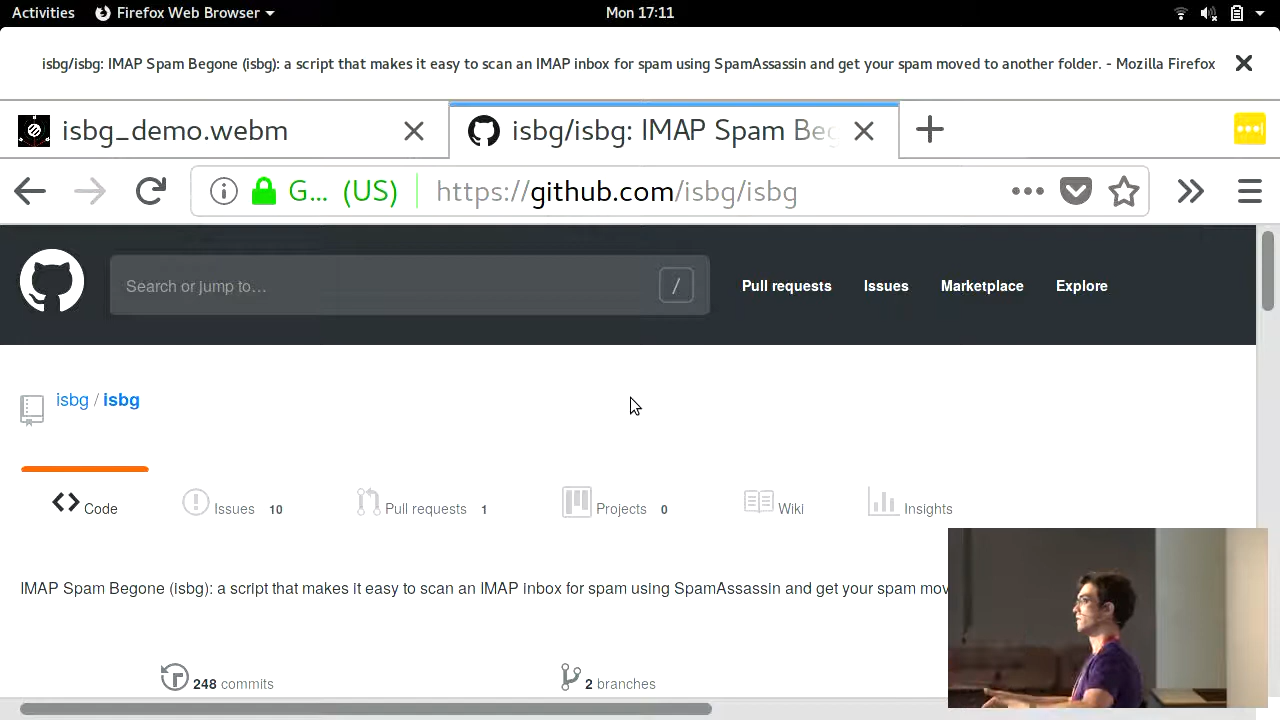 Activities Firefox Web Browser Mon 17:11
isbg/isbg: IMAP Spam Begone (isbg): a script that makes it easy to scan an IMAP inbox for spam using SpamAssassin and get your spam moved to another folder. - Mozilla Firefox
isbg_demo.webm isbg/isbg: IMAP Spam Beg
G... (US) https://github.com/isbg/isbg
Search or jump to... / Pull requests Issues Marketplace Explore
isbg / isbg
Code Issues 10 Pull requests 1 Projects 0 Wiki Insights
IMAP Spam Begone (isbg): a script that makes it easy to scan an IMAP inbox for spam using SpamAssassin and get your spam mov
248 commits 2 branches